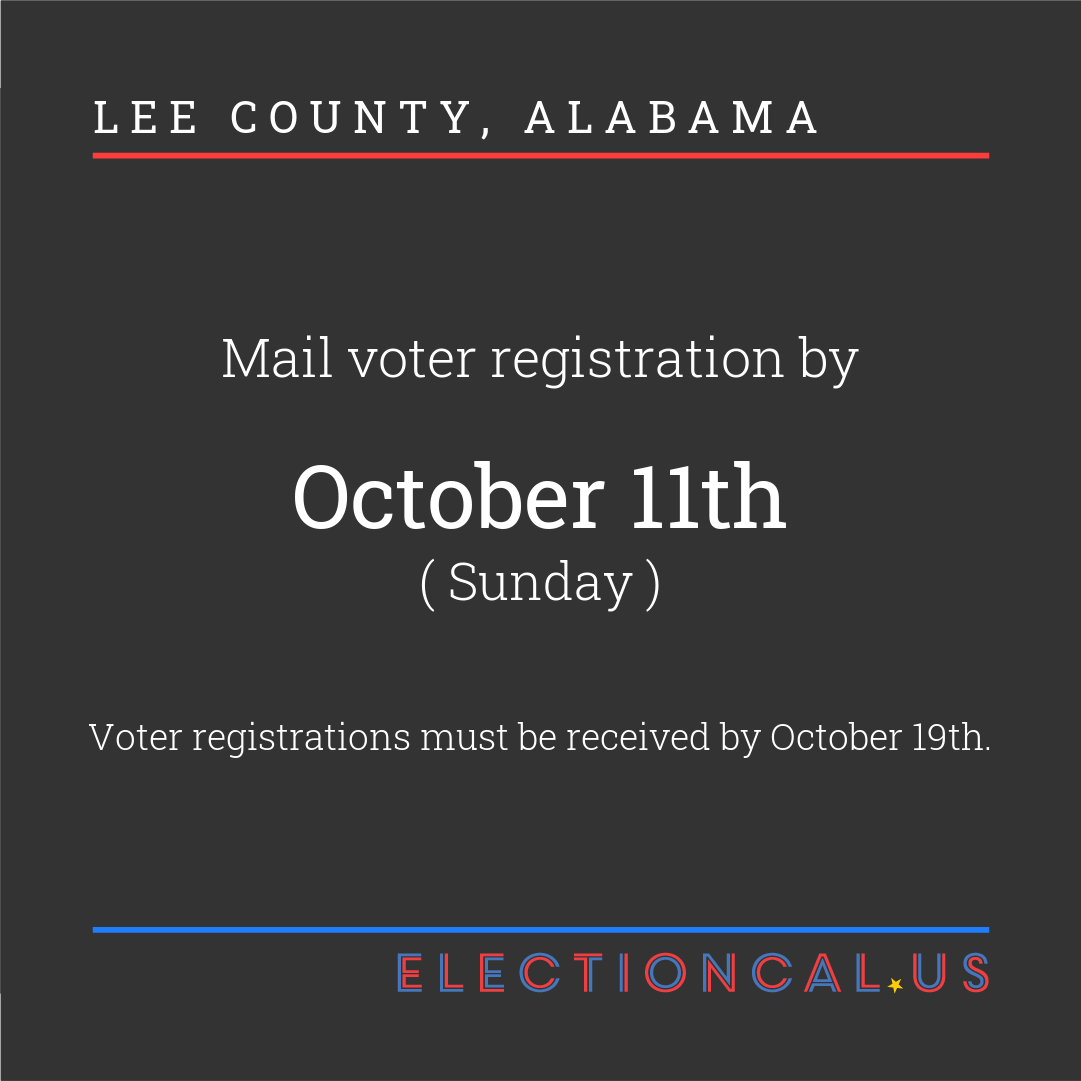 LEE COUNTY, ALABAMA
Mail voter registration by
October 11th
( Sunday )
Voter registrations must be received by October 19th.
ELECTIONCAL.US